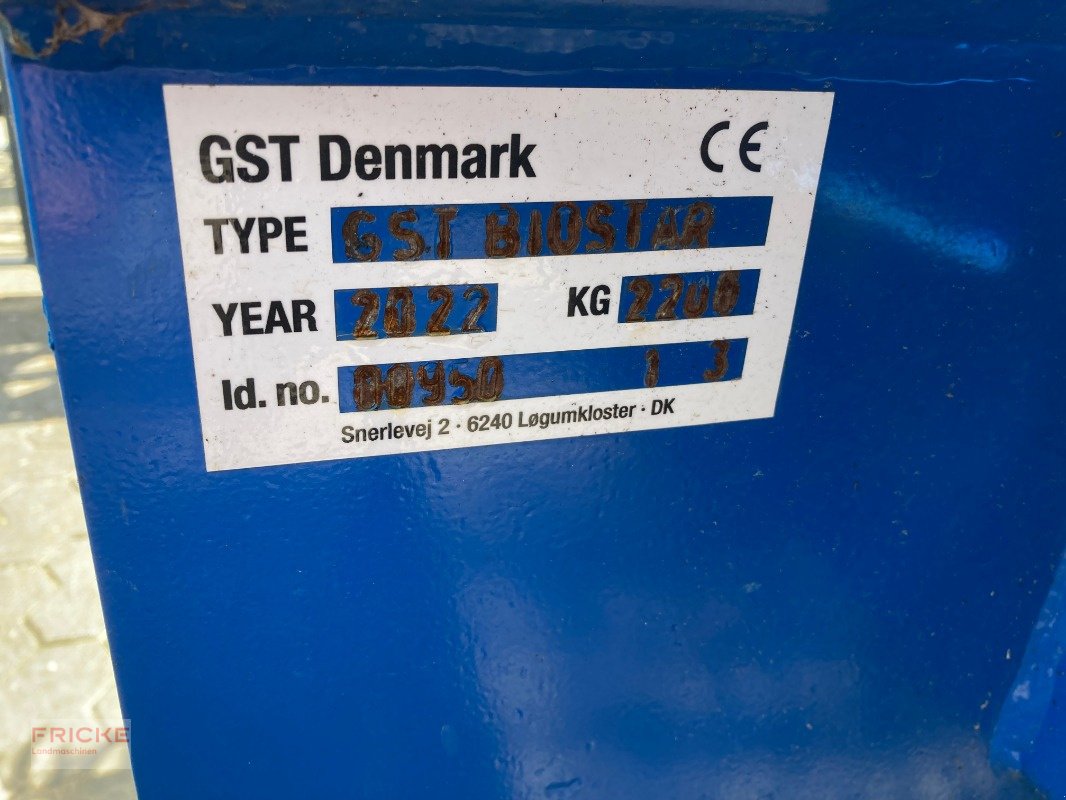 GST Denmark CE
TYPE GST BIOSTAR
YEAR 2022 KG 2200
Id. no. 00950 1 3
Snerlevej 2 · 6240 Løgumkloster · DK
FRICKE
Landmaschinen